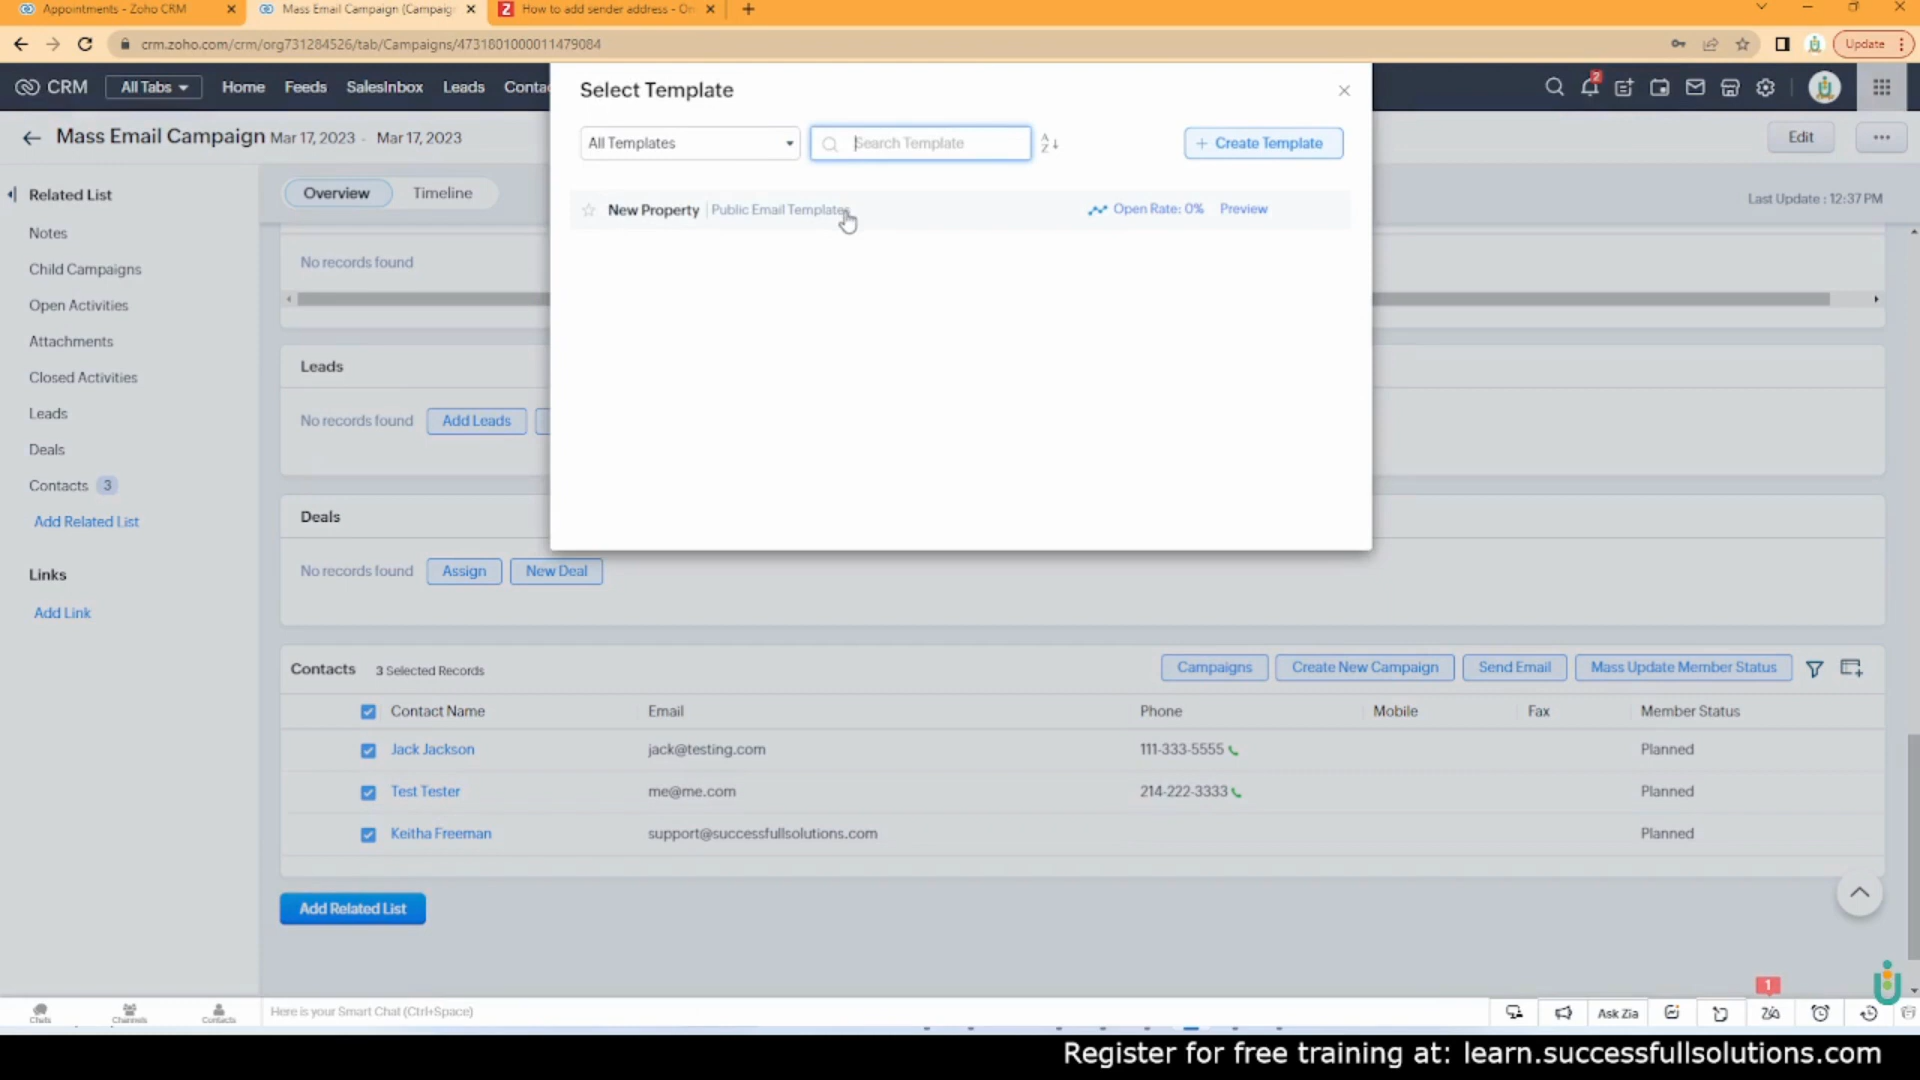 Appointments - Zoho CRM
Mass Email Campaign (Campaig
How to add sender address - On
crm.zoho.com/crm/org731284526/tab/Campaigns/4731801000011479084
Update
CRM
All Tabs
Home
Feeds
SalesInbox
Leads
Conta
2
Mass Email Campaign Mar 17, 2023 - Mar 17, 2023
Edit
Select Template
All Templates
Search Template
+ Create Template
New Property
Public Email Templates
Open Rate: 0%
Preview
Related List
Notes
Child Campaigns
Open Activities
Attachments
Closed Activities
Leads
Deals
Contacts 3
Add Related List
Links
Add Link
Overview
Timeline
Last Update : 12:37 PM
No records found
Leads
No records found
Add Leads
Deals
No records found
Assign
New Deal
Contacts
3 Selected Records
Campaigns
Create New Campaign
Send Email
Mass Update Member Status
Contact Name
Email
Phone
Mobile
Fax
Member Status
Jack Jackson
jack@testing.com
111-333-5555
Planned
Test Tester
me@me.com
214-222-3333
Planned
Keitha Freeman
support@successfullsolutions.com
Planned
Add Related List
1
Chats
Channels
Contacts
Here is your Smart Chat (Ctrl+Space)
Ask Zia
Register for free training at: learn.successfullsolutions.com